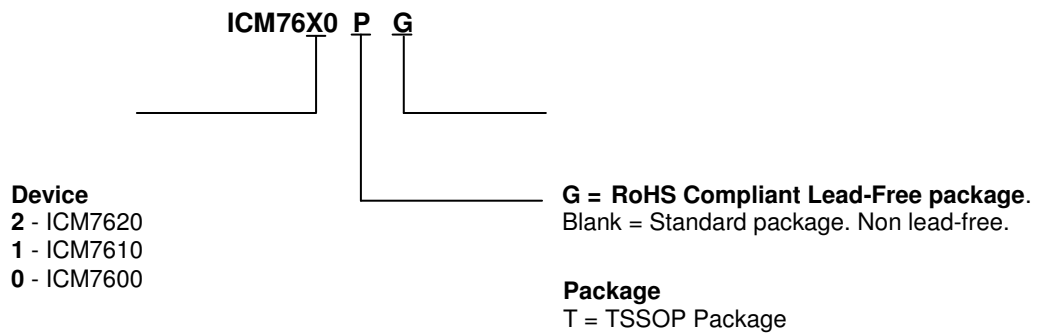 ICM76X0 P G
Device
2 - ICM7620
1 - ICM7610
0 - ICM7600
G = RoHS Compliant Lead-Free package.
Blank = Standard package. Non lead-free.
Package
T = TSSOP Package